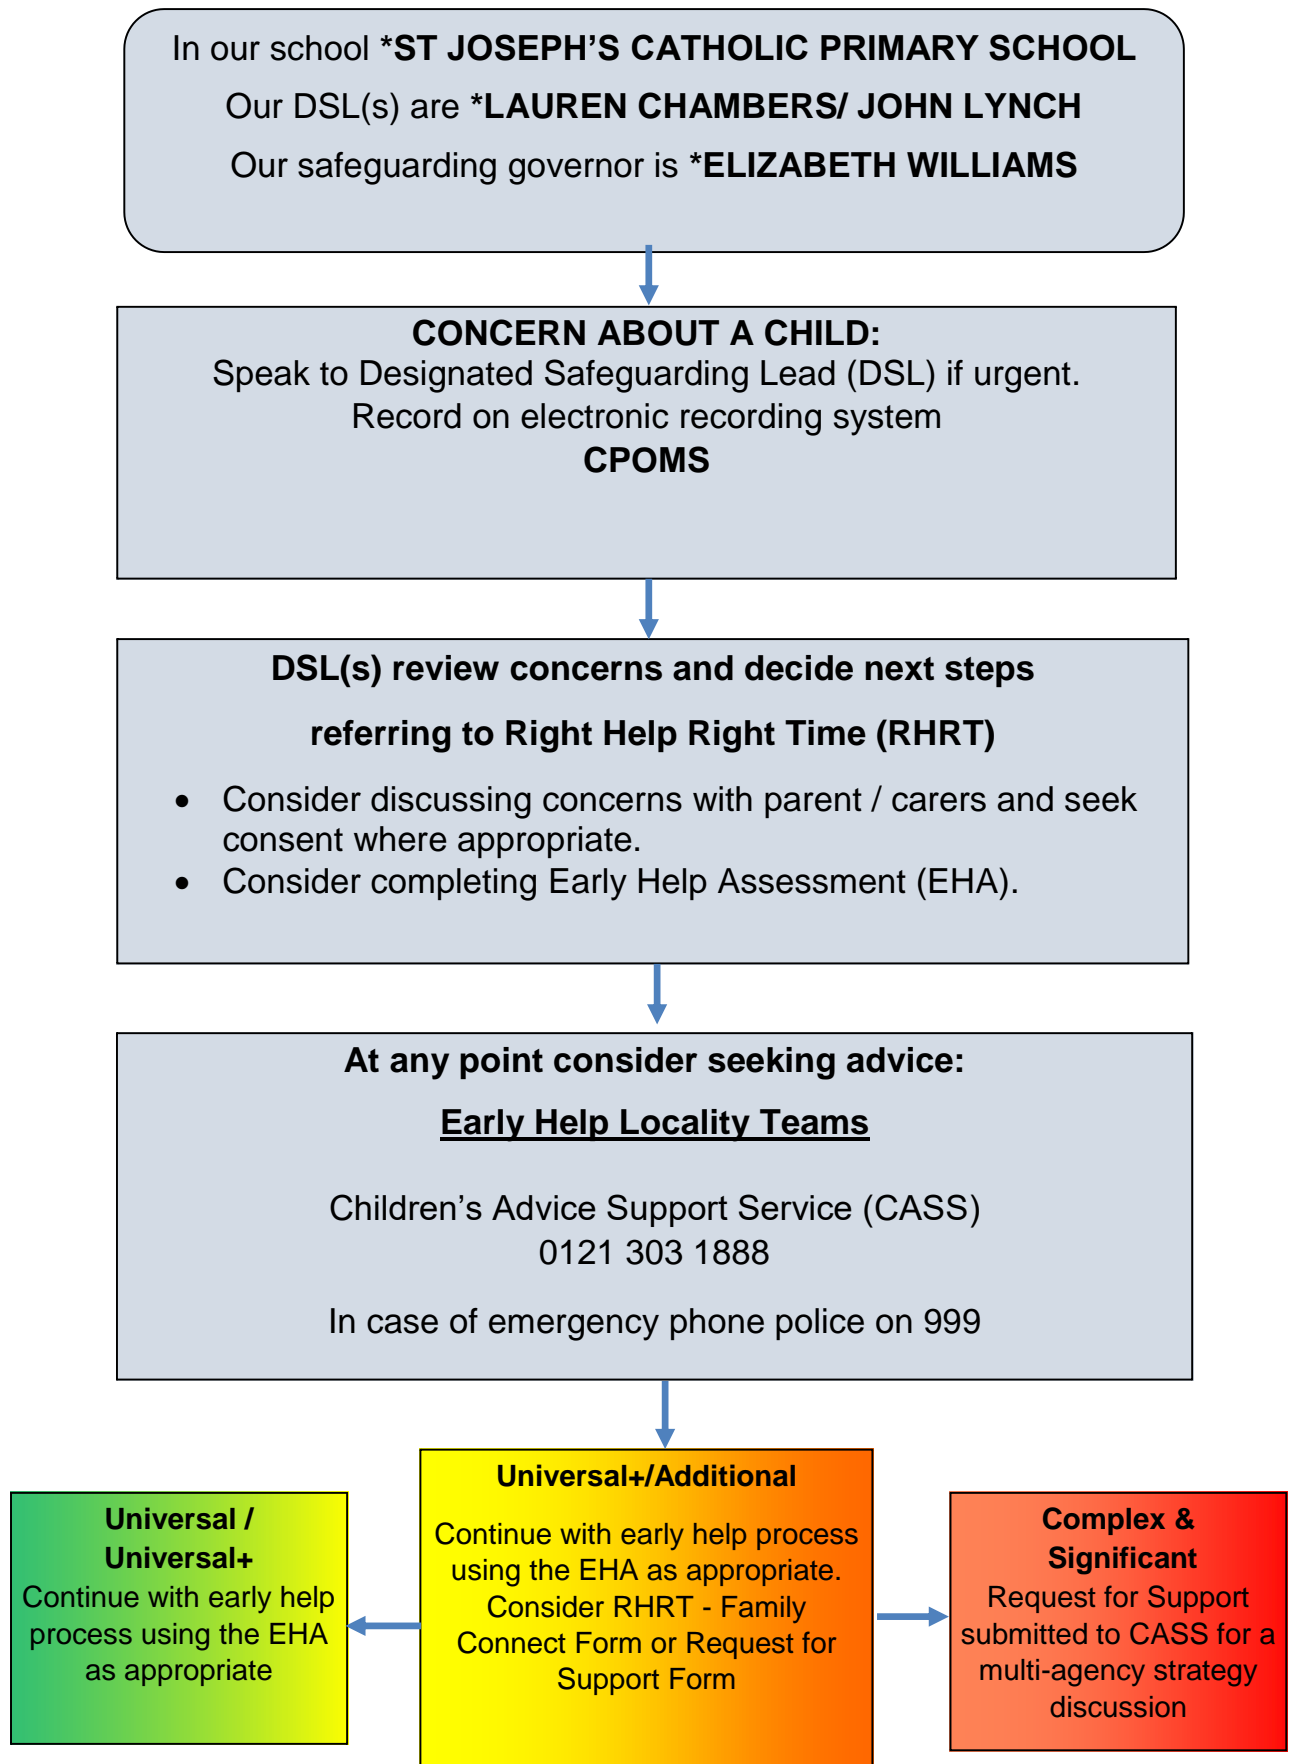 In our school *ST JOSEPH’S CATHOLIC PRIMARY SCHOOL
Our DSL(s) are *LAUREN CHAMBERS/ JOHN LYNCH
Our safeguarding governor is *ELIZABETH WILLIAMS
CONCERN ABOUT A CHILD:
Speak to Designated Safeguarding Lead (DSL) if urgent.
Record on electronic recording system
CPOMS
DSL(s) review concerns and decide next steps
referring to Right Help Right Time (RHRT)
• Consider discussing concerns with parent / carers and seek
consent where appropriate.
• Consider completing Early Help Assessment (EHA).
At any point consider seeking advice:
Early Help Locality Teams
Children’s Advice Support Service (CASS)
0121 303 1888
In case of emergency phone police on 999
Universal /
Universal+
Continue with early help
process using the EHA
as appropriate
Universal+/Additional
Continue with early help process
using the EHA as appropriate.
Consider RHRT - Family
Connect Form or Request for
Support Form
Complex &
Significant
Request for Support
submitted to CASS for a
multi-agency strategy
discussion